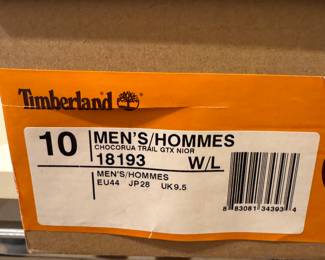 Timberland
10
MEN'S/HOMMES
CHOCORUA TRAIL GTX NIOR
18193 W/L
MEN'S/HOMMES
EU44 JP28 UK9.5
8 83081 34393 4